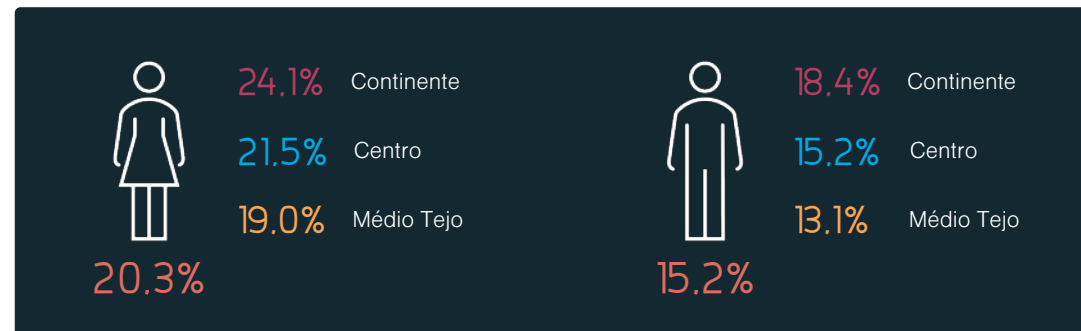 24,1% Continente
21,5% Centro
19,0% Médio Tejo
20,3%
18,4% Continente
15,2% Centro
13,1% Médio Tejo
15,2%